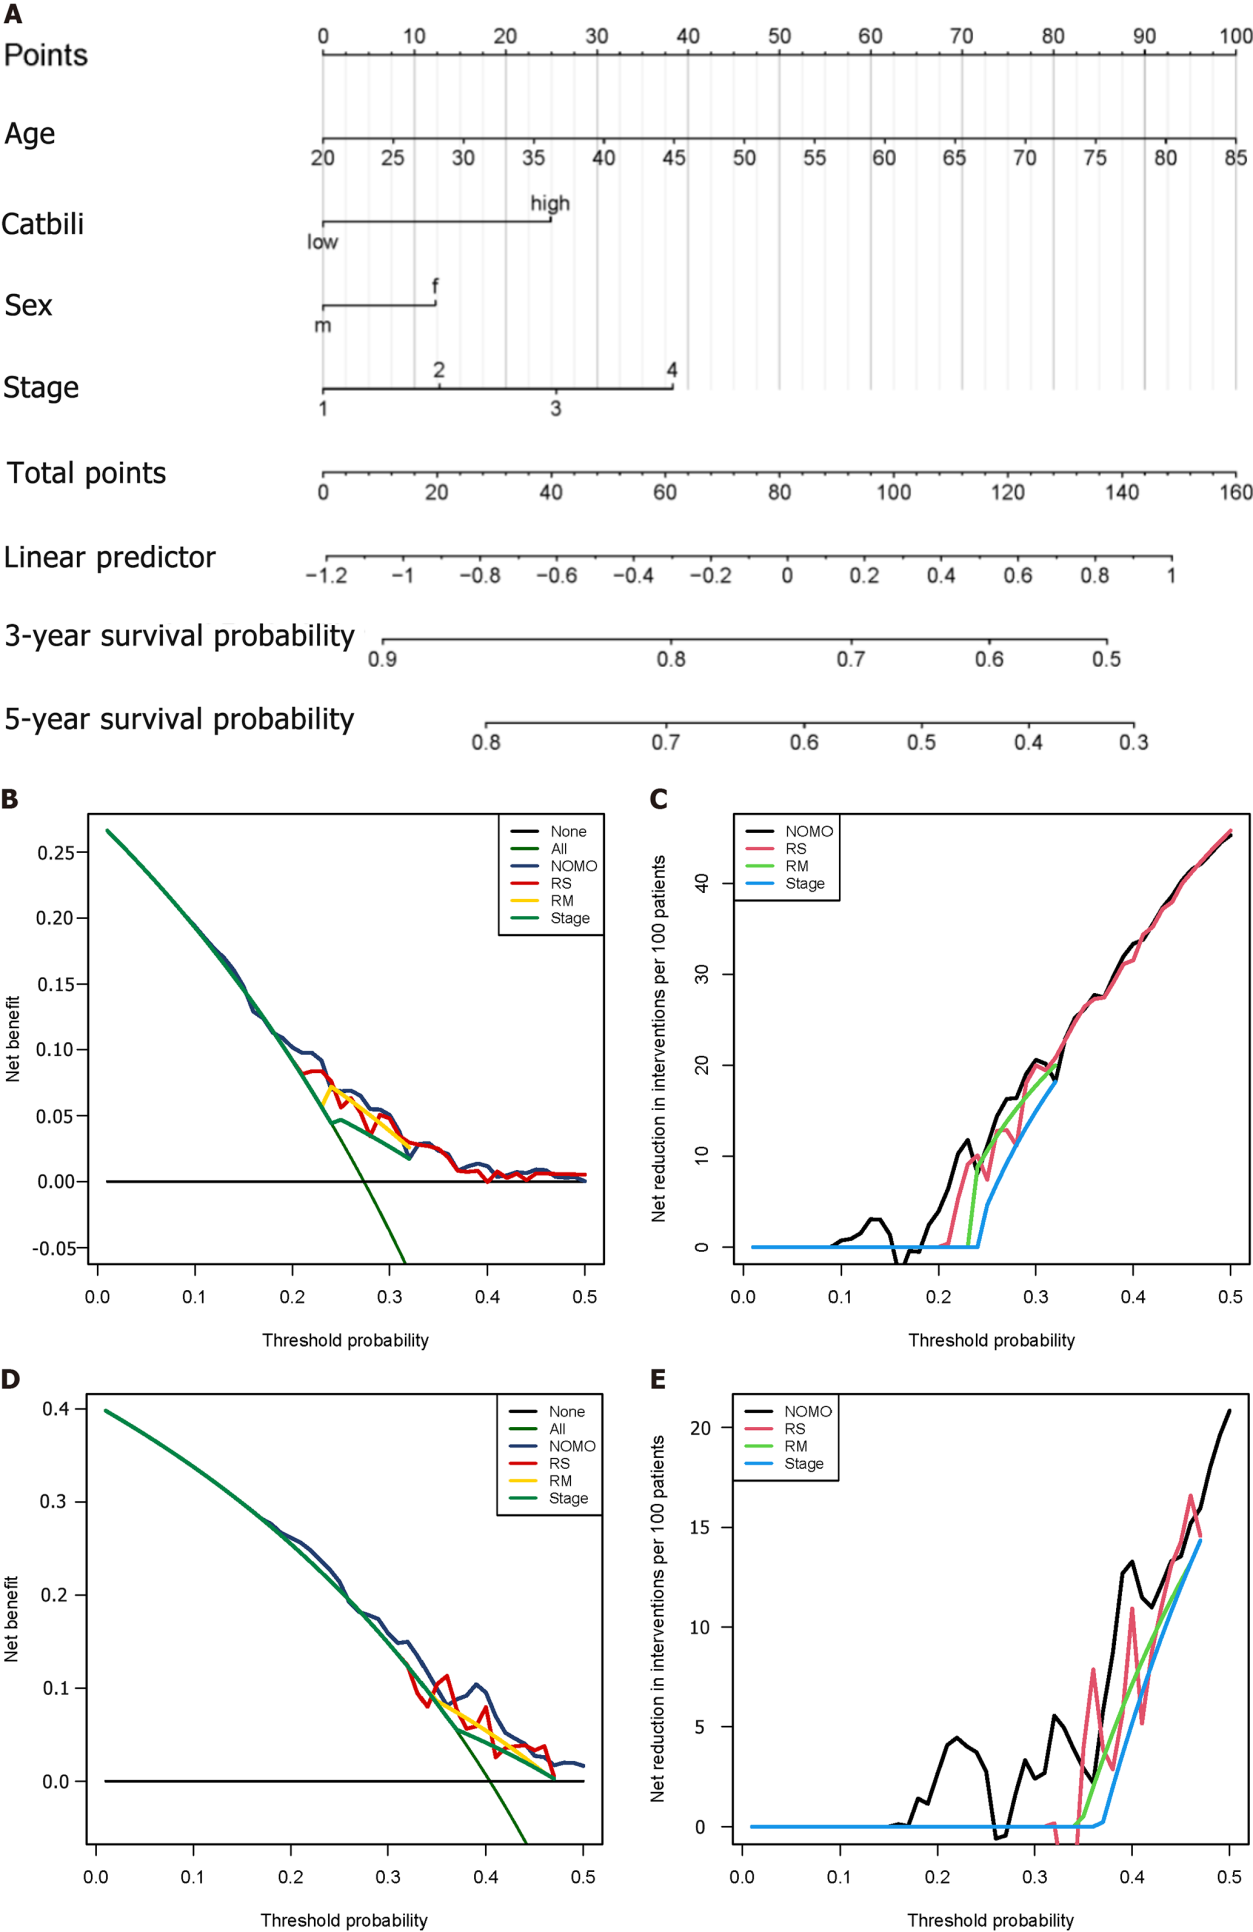 A
Points
0 10 20 30 40 50 60 70 80 90 100
Age
20 25 30 35 40 45 50 55 60 65 70 75 80 85
Catbili
high
low
Sex
f
m
Stage
2 4
1 3
Total points
0 20 40 60 80 100 120 140 160
Linear predictor
−1.2 −1 −0.8 −0.6 −0.4 −0.2 0 0.2 0.4 0.6 0.8 1
3-year survival probability
0.9 0.8 0.7 0.6 0.5
5-year survival probability
0.8 0.7 0.6 0.5 0.4 0.3
B
Net benefit
0.25
0.20
0.15
0.10
0.05
0.00
-0.05
None
All
NOMO
RS
RM
Stage
0.0 0.1 0.2 0.3 0.4 0.5
Threshold probability
C
Net reduction in interventions per 100 patients
40
30
20
10
0
NOMO
RS
RM
Stage
0.0 0.1 0.2 0.3 0.4 0.5
Threshold probability
D
Net benefit
0.4
0.3
0.2
0.1
0.0
None
All
NOMO
RS
RM
Stage
0.0 0.1 0.2 0.3 0.4 0.5
Threshold probability
E
Net reduction in interventions per 100 patients
20
15
10
5
0
NOMO
RS
RM
Stage
0.0 0.1 0.2 0.3 0.4 0.5
Threshold probability